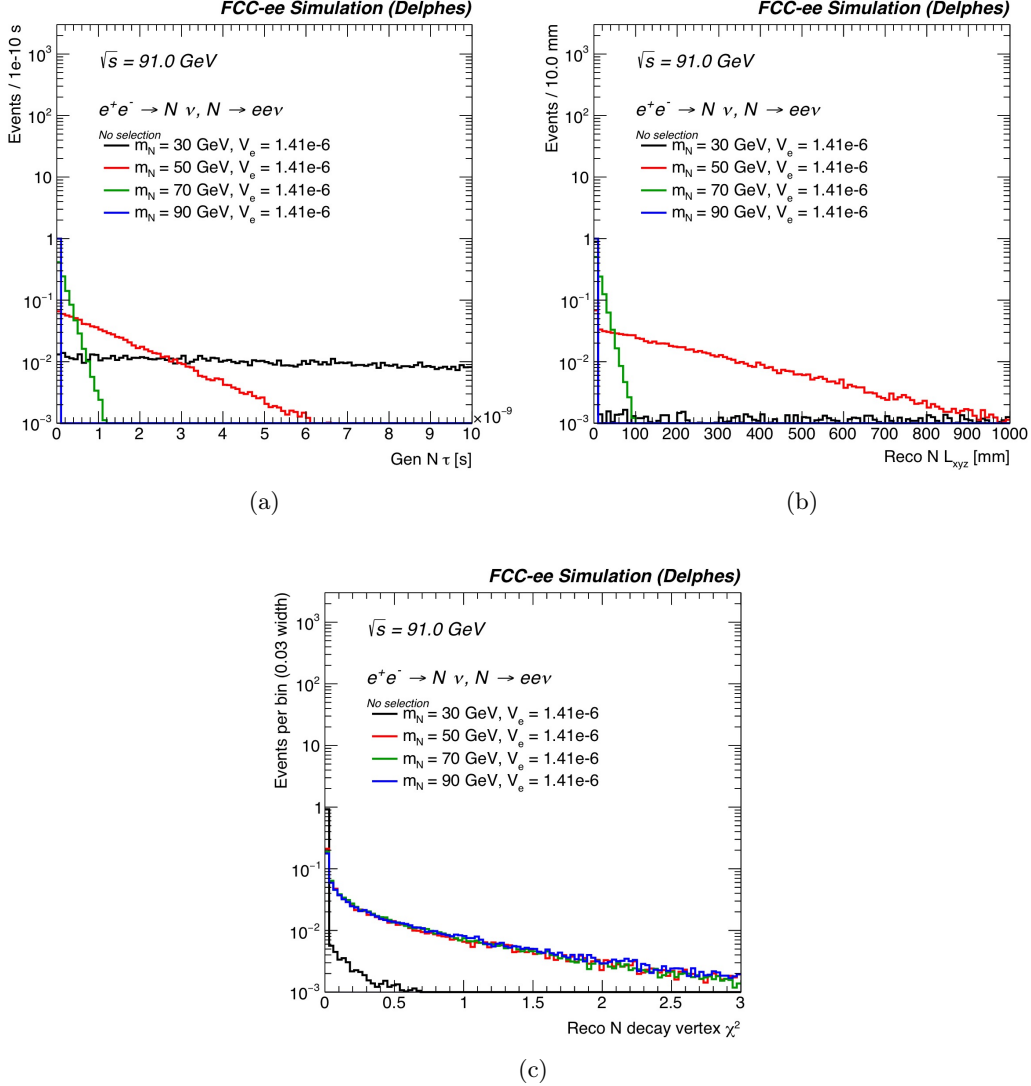 FCC-ee Simulation (Delphes)
Events / 1e-10 s
√s = 91.0 GeV
e⁺e⁻ → N ν, N → eeν
No selection
m_N = 30 GeV, V_e = 1.41e-6
m_N = 50 GeV, V_e = 1.41e-6
m_N = 70 GeV, V_e = 1.41e-6
m_N = 90 GeV, V_e = 1.41e-6
10³
10²
10
1
10⁻¹
10⁻²
10⁻³
0 1 2 3 4 5 6 7 8 9 10
×10⁻⁹
Gen N τ [s]
(a)
FCC-ee Simulation (Delphes)
Events / 10.0 mm
√s = 91.0 GeV
e⁺e⁻ → N ν, N → eeν
No selection
m_N = 30 GeV, V_e = 1.41e-6
m_N = 50 GeV, V_e = 1.41e-6
m_N = 70 GeV, V_e = 1.41e-6
m_N = 90 GeV, V_e = 1.41e-6
10³
10²
10
1
10⁻¹
10⁻²
10⁻³
0 100 200 300 400 500 600 700 800 900 1000
Reco N L_xyz [mm]
(b)
FCC-ee Simulation (Delphes)
Events per bin (0.03 width)
√s = 91.0 GeV
e⁺e⁻ → N ν, N → eeν
No selection
m_N = 30 GeV, V_e = 1.41e-6
m_N = 50 GeV, V_e = 1.41e-6
m_N = 70 GeV, V_e = 1.41e-6
m_N = 90 GeV, V_e = 1.41e-6
10³
10²
10
1
10⁻¹
10⁻²
10⁻³
0 0.5 1 1.5 2 2.5 3
Reco N decay vertex χ²
(c)